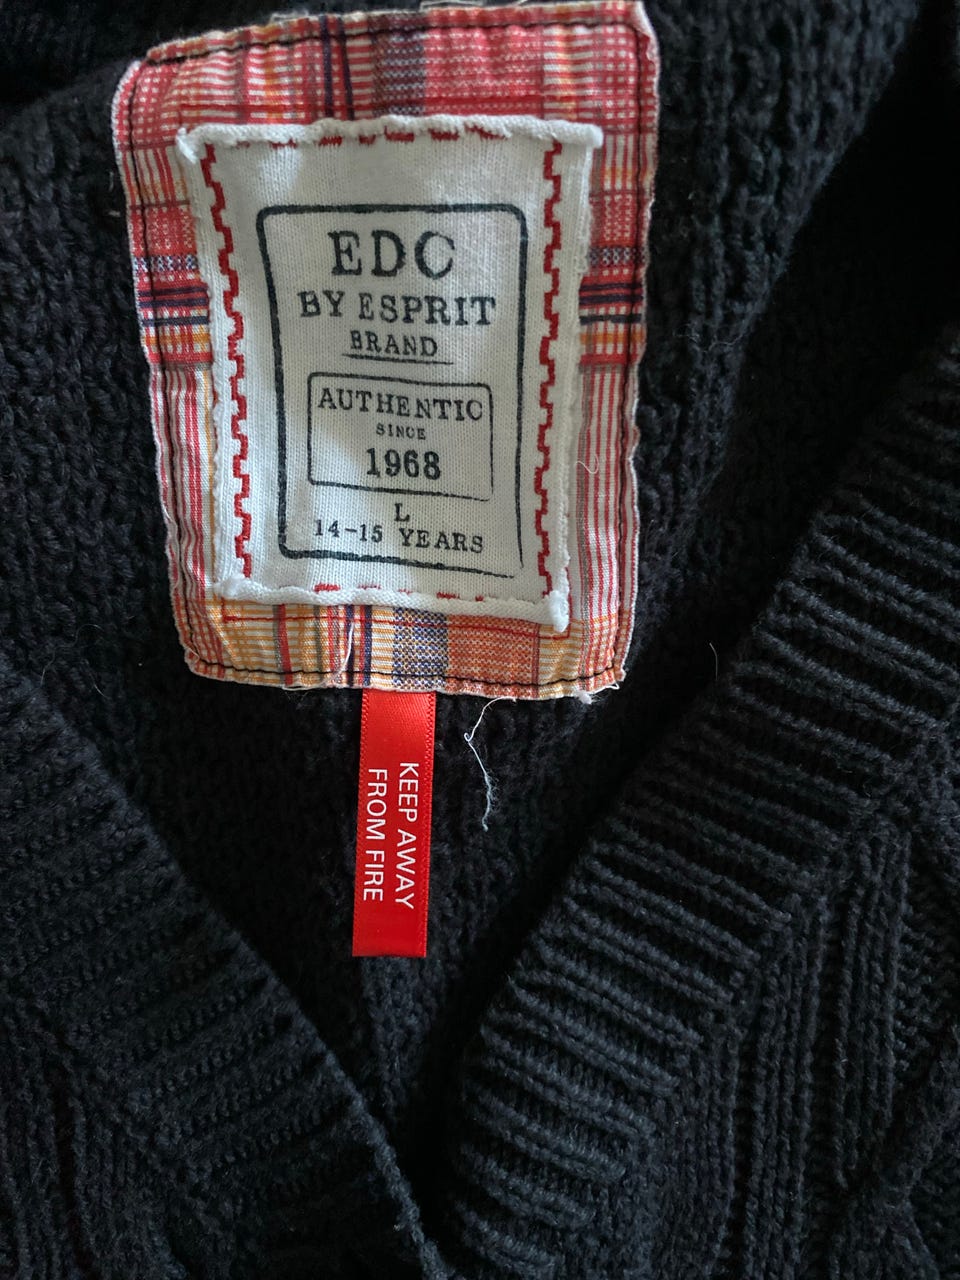 EDC
BY ESPRIT
BRAND
AUTHENTIC
SINCE
1968
L
14-15 YEARS
KEEP AWAY
FROM FIRE